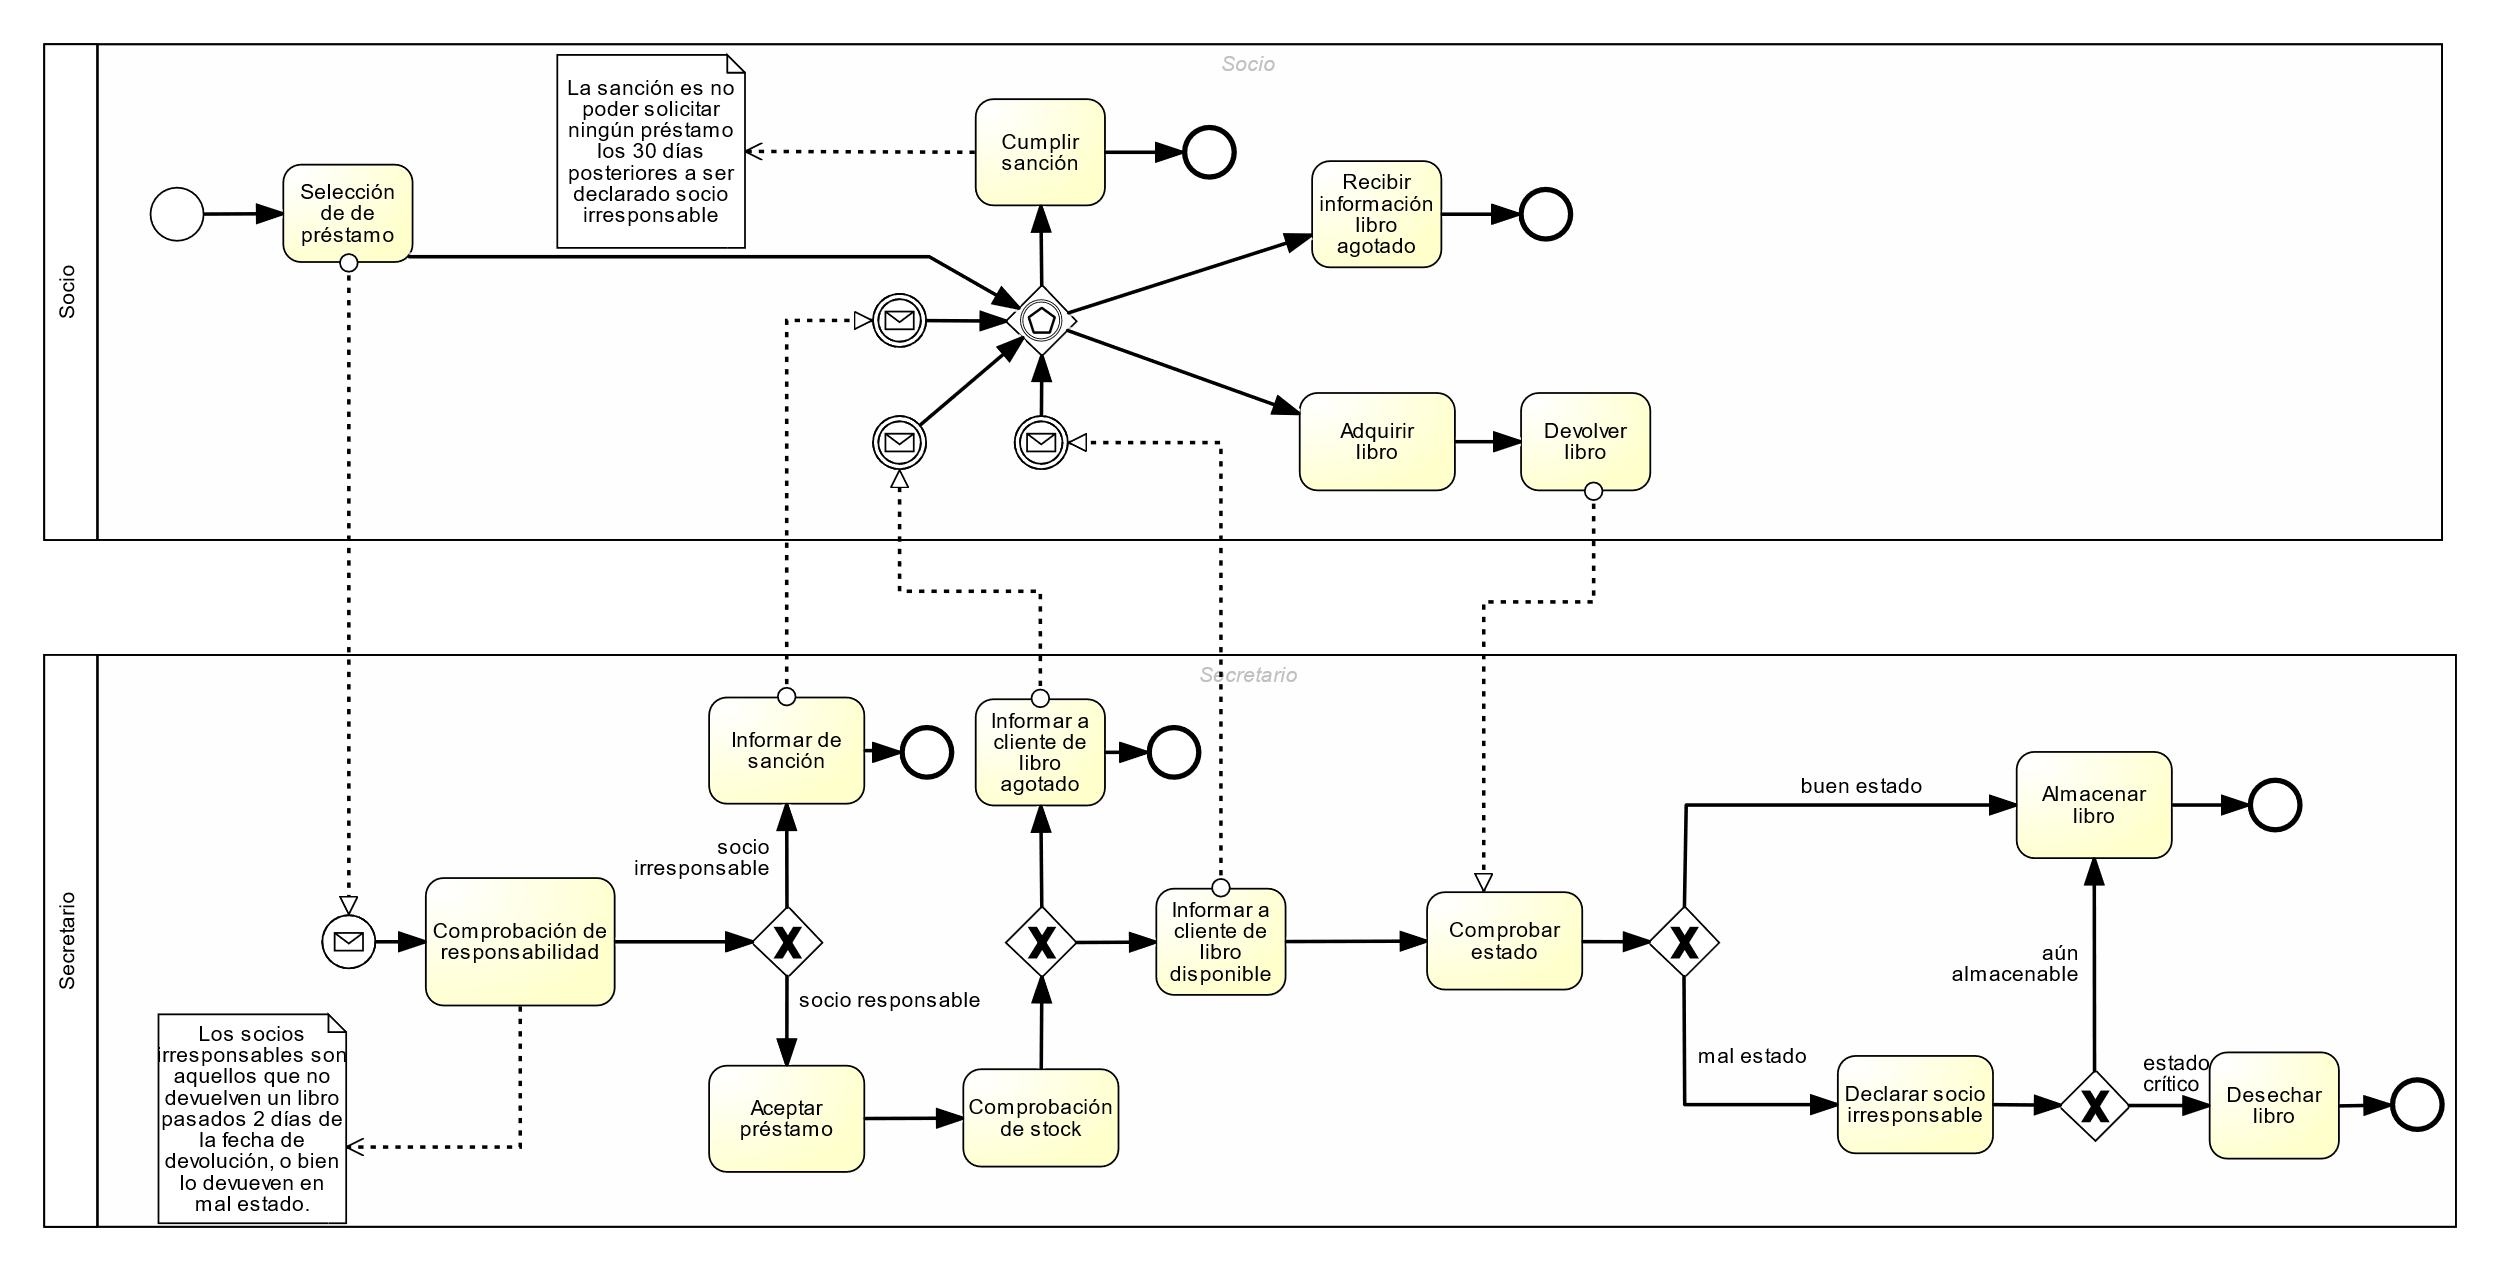 Socio
Socio
La sanción es no
poder solicitar
ningún préstamo
los 30 días
posteriores a ser
declarado socio
irresponsable
Selección
de de
préstamo
Cumplir
sanción
Recibir
información
libro
agotado
Adquirir
libro
Devolver
libro
Secretario
Secretario
Informar de
sanción
Informar a
cliente de
libro
agotado
socio
irresponsable
Comprobación de
responsabilidad
socio responsable
Informar a
cliente de
libro
disponible
Comprobar
estado
buen estado
Almacenar
libro
aún
almacenable
mal estado
Los socios
irresponsables son
aquellos que no
devuelven un libro
pasados 2 días de
la fecha de
devolución, o bien
lo devueven en
mal estado.
Aceptar
préstamo
Comprobación
de stock
Declarar socio
irresponsable
estado
crítico
Desechar
libro